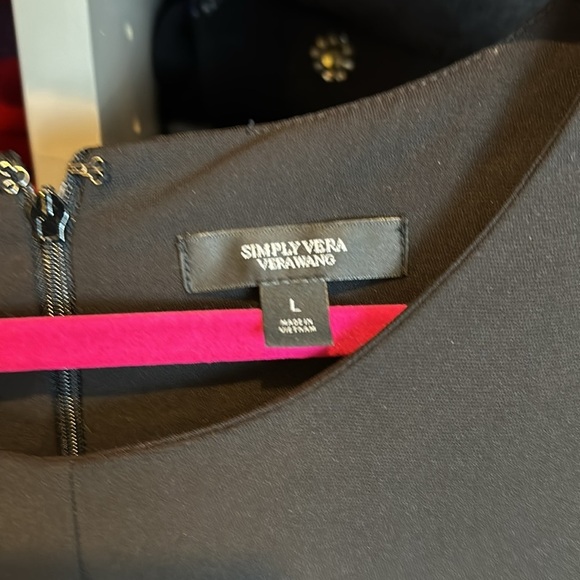 SIMPLY VERA
VERA WANG
L
MADE IN
VIETNAM